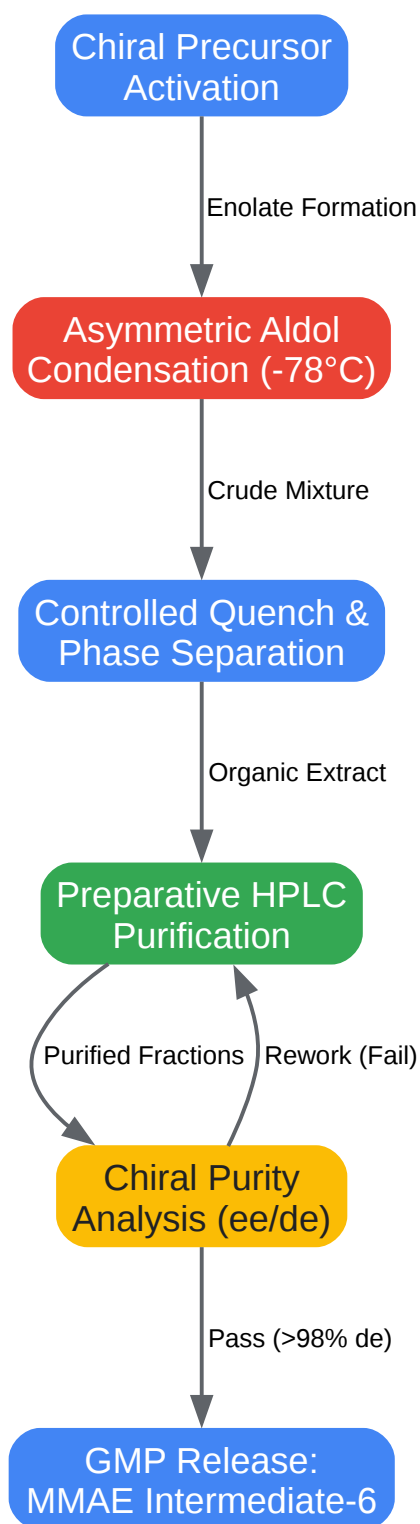 Chiral Precursor
Activation
Enolate Formation
Asymmetric Aldol
Condensation (-78°C)
Crude Mixture
Controlled Quench &
Phase Separation
Organic Extract
Preparative HPLC
Purification
Purified Fractions
Rework (Fail)
Chiral Purity
Analysis (ee/de)
Pass (>98% de)
GMP Release:
MMAE Intermediate-6